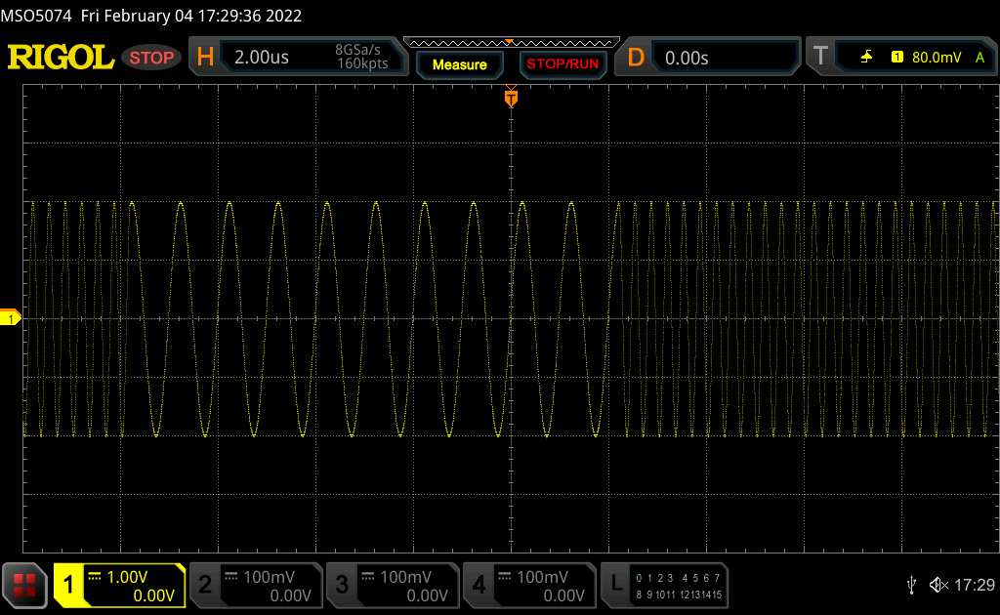 MSO5074 Fri February 04 17:29:36 2022
RIGOL STOP H 2.00us 8GSa/s 160kpts Measure STOP/RUN D 0.00s T 1 80.0mV A
T
1
1 1.00V 0.00V 2 100mV 0.00V 3 100mV 0.00V 4 100mV 0.00V L 0 1 2 3 4 5 6 7 8 9 10 11 12 13 14 15 17:29